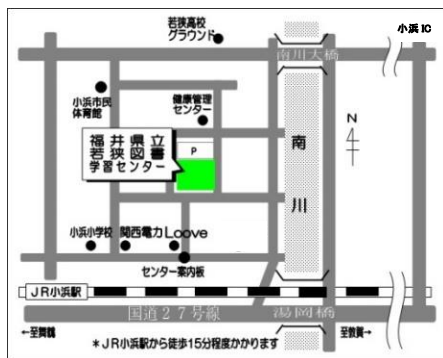 若狭高校
グラウンド
小浜IC
南川大橋
小浜市民
体育館
健康管理
センター
N
福井県立
若狭図書
学習センター
P
南
川
小浜小学校
関西電力
Loove
センター案内板
JR小浜駅
国道27号線
湯岡橋
←至舞鶴
至敦賀→
*JR小浜駅から徒歩15分程度かかります